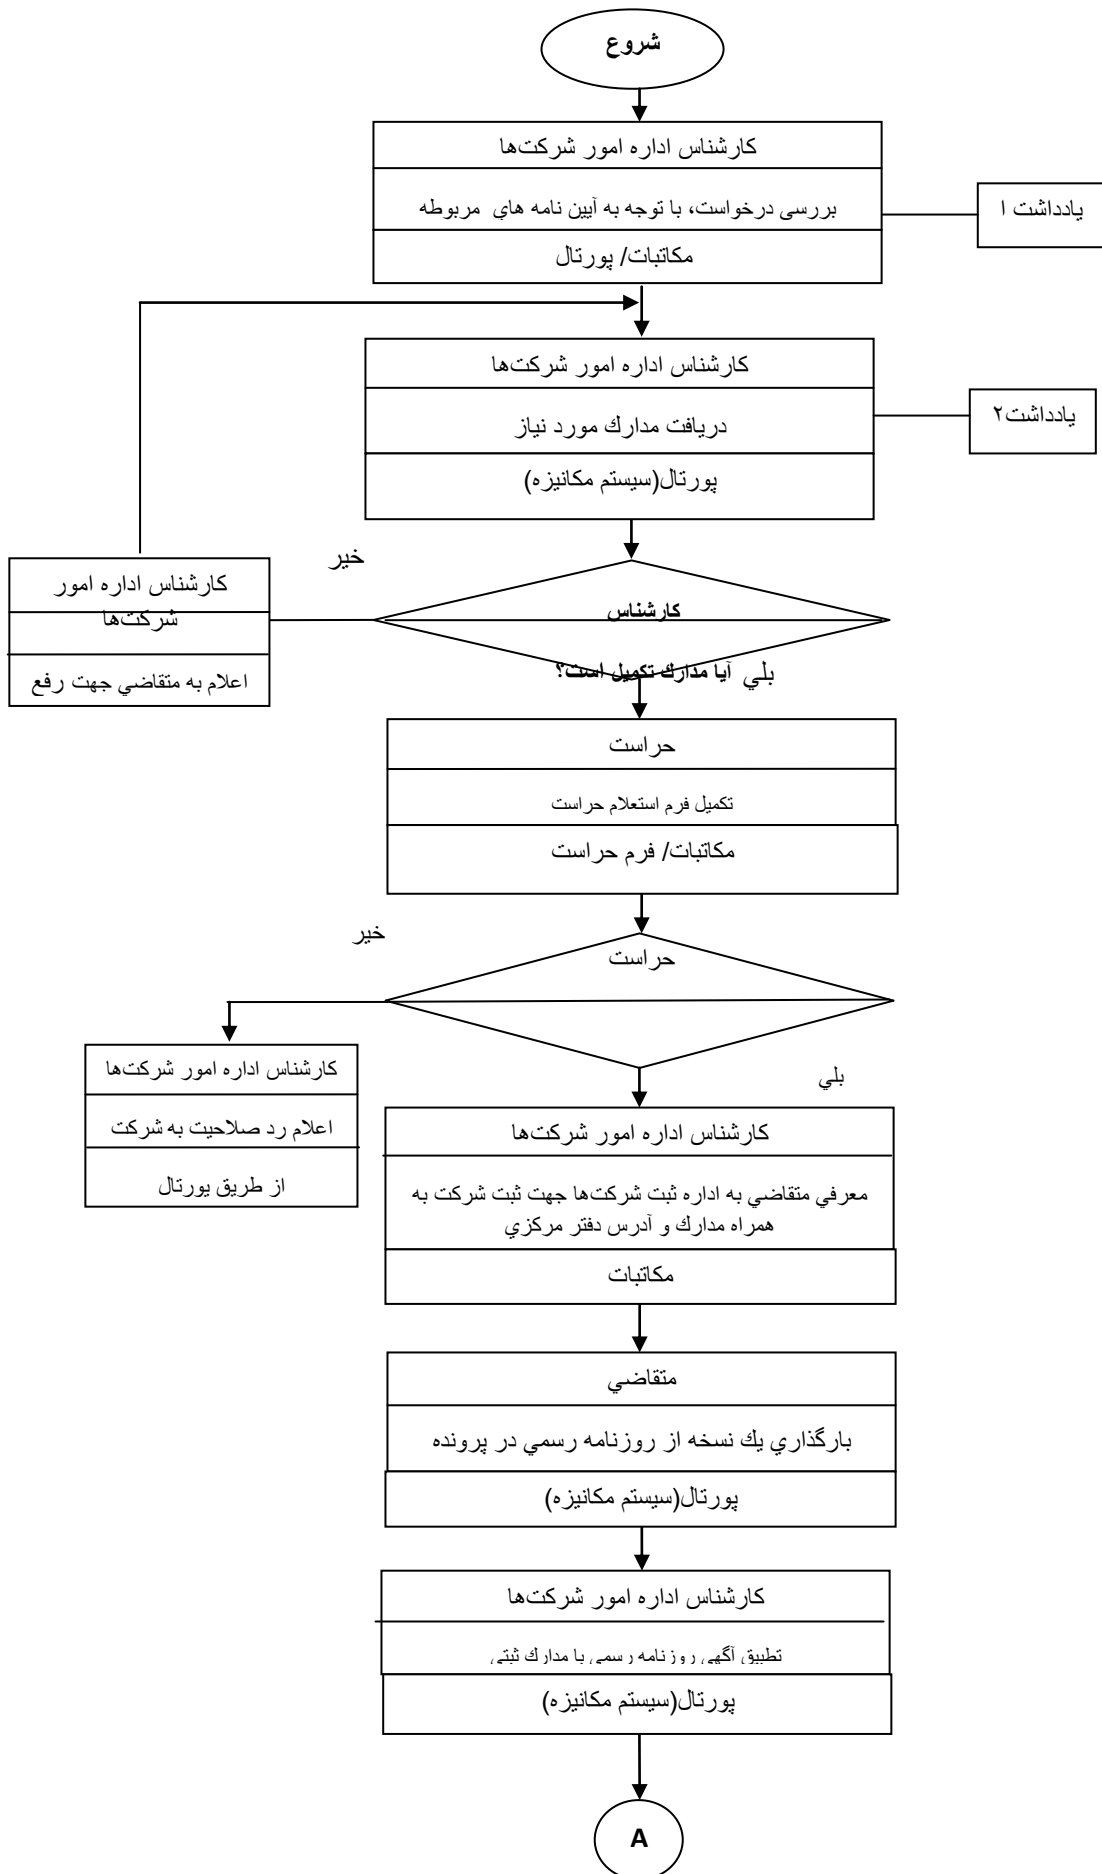 شروع
كارشناس اداره امور شركت‌ها
بررسي درخواست، با توجه به آيين نامه هاي مربوطه
يادداشت ١
مكاتبات/ پورتال
كارشناس اداره امور شركت‌ها
دريافت مدارك مورد نياز
يادداشت٢
پورتال(سيستم مكانيزه)
خير
كارشناس اداره امور
شركت‌ها
اعلام به متقاضي جهت رفع
كارشناس
آيا مدارك تكميل است؟
بلي
حراست
تكميل فرم استعلام حراست
مكاتبات/ فرم حراست
خير
حراست
كارشناس اداره امور شركت‌ها
اعلام رد صلاحيت به شركت
از طريق پورتال
بلي
كارشناس اداره امور شركت‌ها
معرفي متقاضي به اداره ثبت شركت‌ها جهت ثبت شركت به
همراه مدارك و آدرس دفتر مركزي
مكاتبات
متقاضي
بارگذاري يك نسخه از روزنامه رسمي در پرونده
پورتال(سيستم مكانيزه)
كارشناس اداره امور شركت‌ها
تطبيق آگهي روزنامه رسمي با مدارك ثبتي
پورتال(سيستم مكانيزه)
A